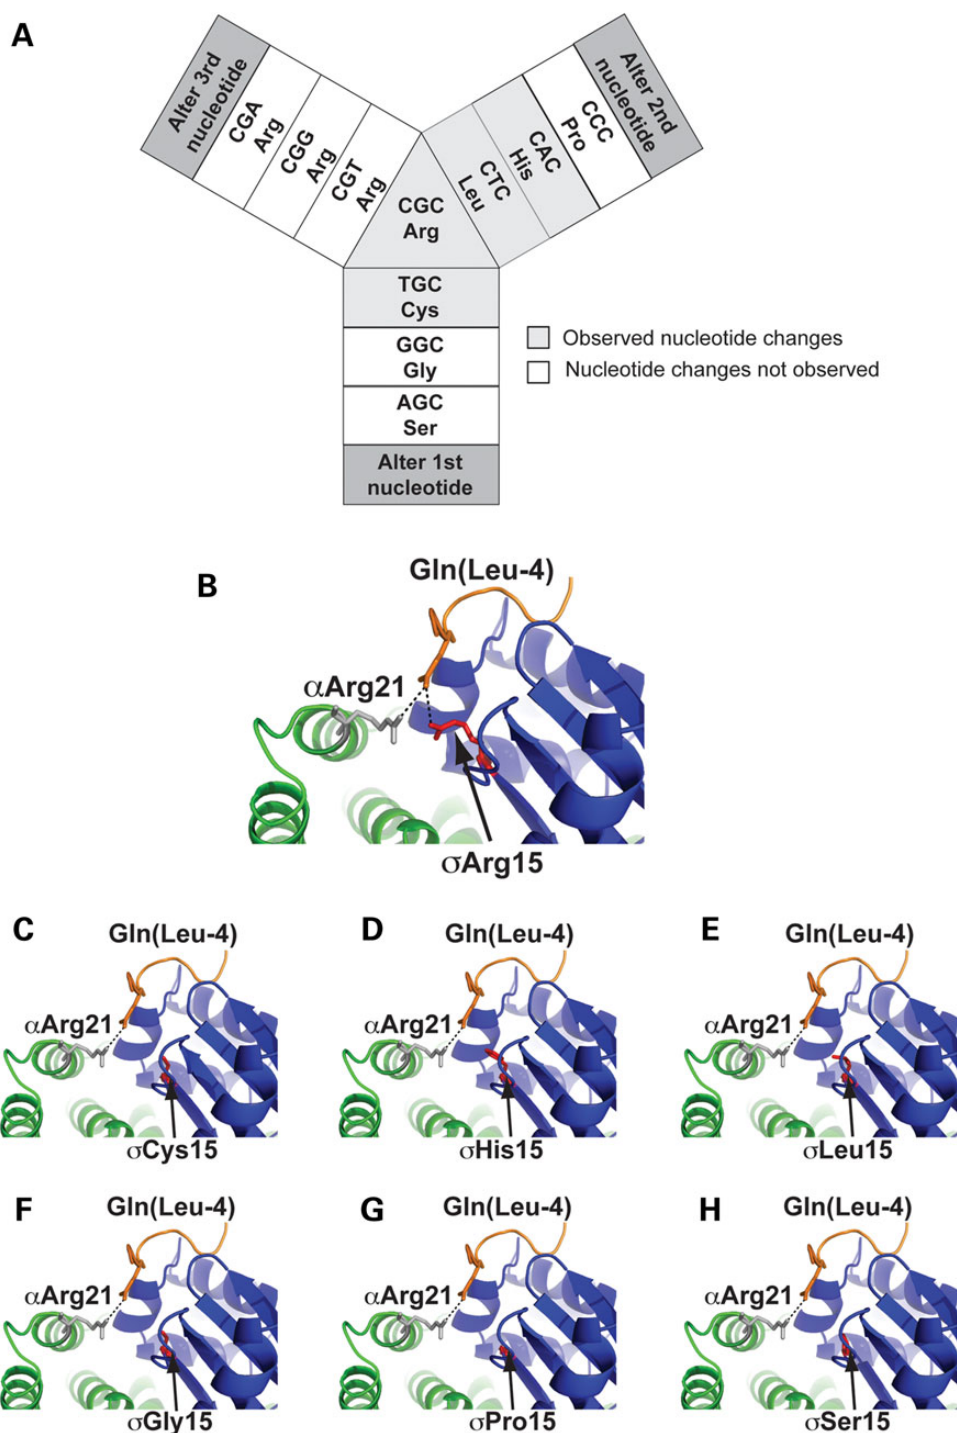 A
Alter 3rd
nucleotide
CGA
Arg
CGG
Arg
CGT
Arg
CGC
Arg
CTC
Leu
CAC
His
CCC
Pro
Alter 2nd
nucleotide
TGC
Cys
GGC
Gly
AGC
Ser
Alter 1st
nucleotide
Observed nucleotide changes
Nucleotide changes not observed
B
Gln(Leu-4)
αArg21
σArg15
C
Gln(Leu-4)
αArg21
σCys15
D
Gln(Leu-4)
αArg21
σHis15
E
Gln(Leu-4)
αArg21
σLeu15
F
Gln(Leu-4)
αArg21
σGly15
G
Gln(Leu-4)
αArg21
σPro15
H
Gln(Leu-4)
αArg21
σSer15